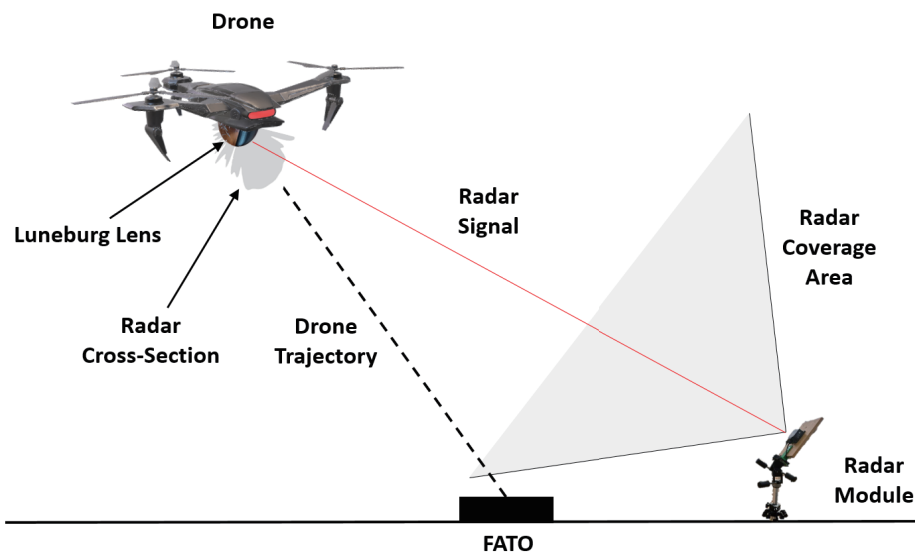 Drone
Luneburg Lens
Radar
Cross-Section
Drone
Trajectory
Radar
Signal
Radar
Coverage
Area
Radar
Module
FATO